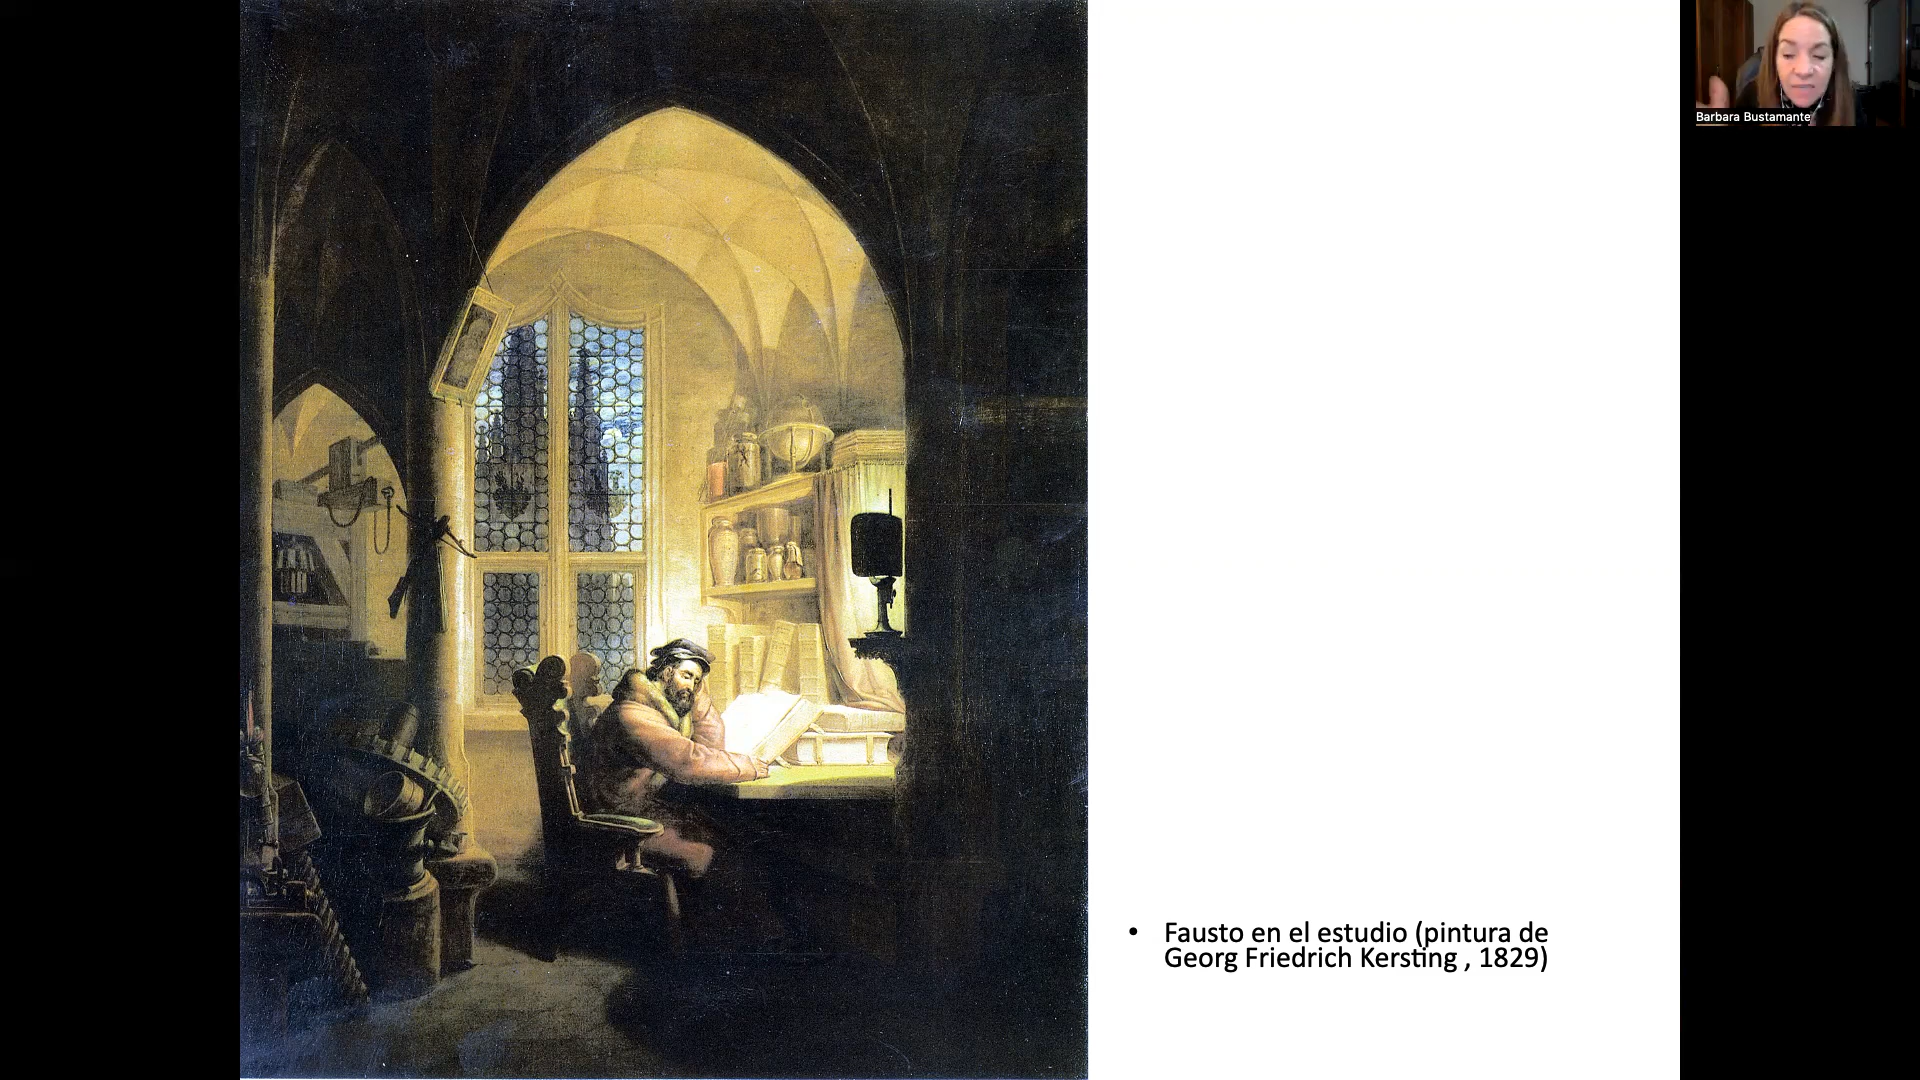 Barbara Bustamante
• Fausto en el estudio (pintura de
Georg Friedrich Kersting , 1829)